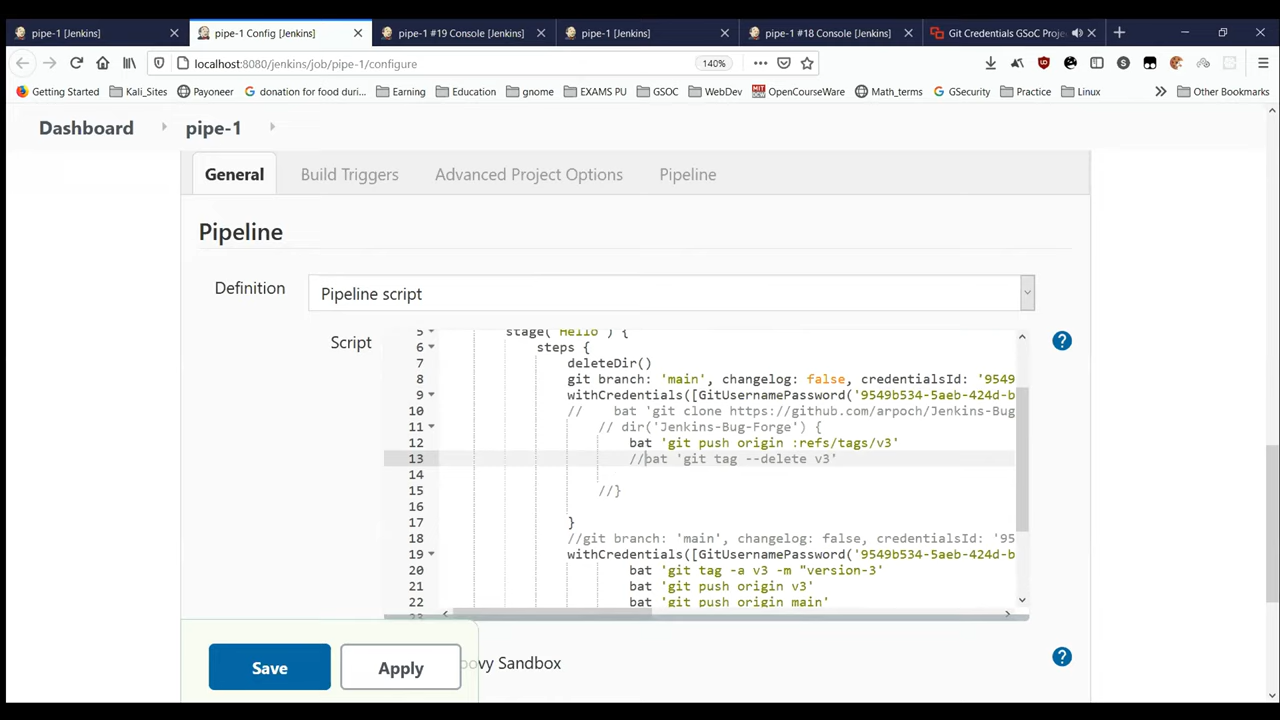 pipe-1 [Jenkins]
pipe-1 Config [Jenkins]
pipe-1 #19 Console [Jenkins]
pipe-1 [Jenkins]
pipe-1 #18 Console [Jenkins]
Git Credentials GSoC Proje
localhost:8080/jenkins/job/pipe-1/configure
140%
Getting Started
Kali_Sites
Payoneer
donation for food duri...
Earning
Education
gnome
EXAMS PU
GSOC
WebDev
OpenCourseWare
Math_terms
GSecurity
Practice
Linux
Other Bookmarks
Dashboard
pipe-1
General
Build Triggers
Advanced Project Options
Pipeline
Pipeline
Definition
Pipeline script
Script
5 stage('Hello') {
6 steps {
7 deleteDir()
8 git branch: 'main', changelog: false, credentialsId: '9549
9 withCredentials([GitUsernamePassword('9549b534-5aeb-424d-b
10 // bat 'git clone https://github.com/arpoch/Jenkins-Bug
11 // dir('Jenkins-Bug-Forge') {
12 bat 'git push origin :refs/tags/v3'
13 //bat 'git tag --delete v3'
14
15 //}
16
17 }
18 //git branch: 'main', changelog: false, credentialsId: '95
19 withCredentials([GitUsernamePassword('9549b534-5aeb-424d-b
20 bat 'git tag -a v3 -m "version-3'
21 bat 'git push origin v3'
22 bat 'git push origin main'
23
Save
Apply
oovy Sandbox